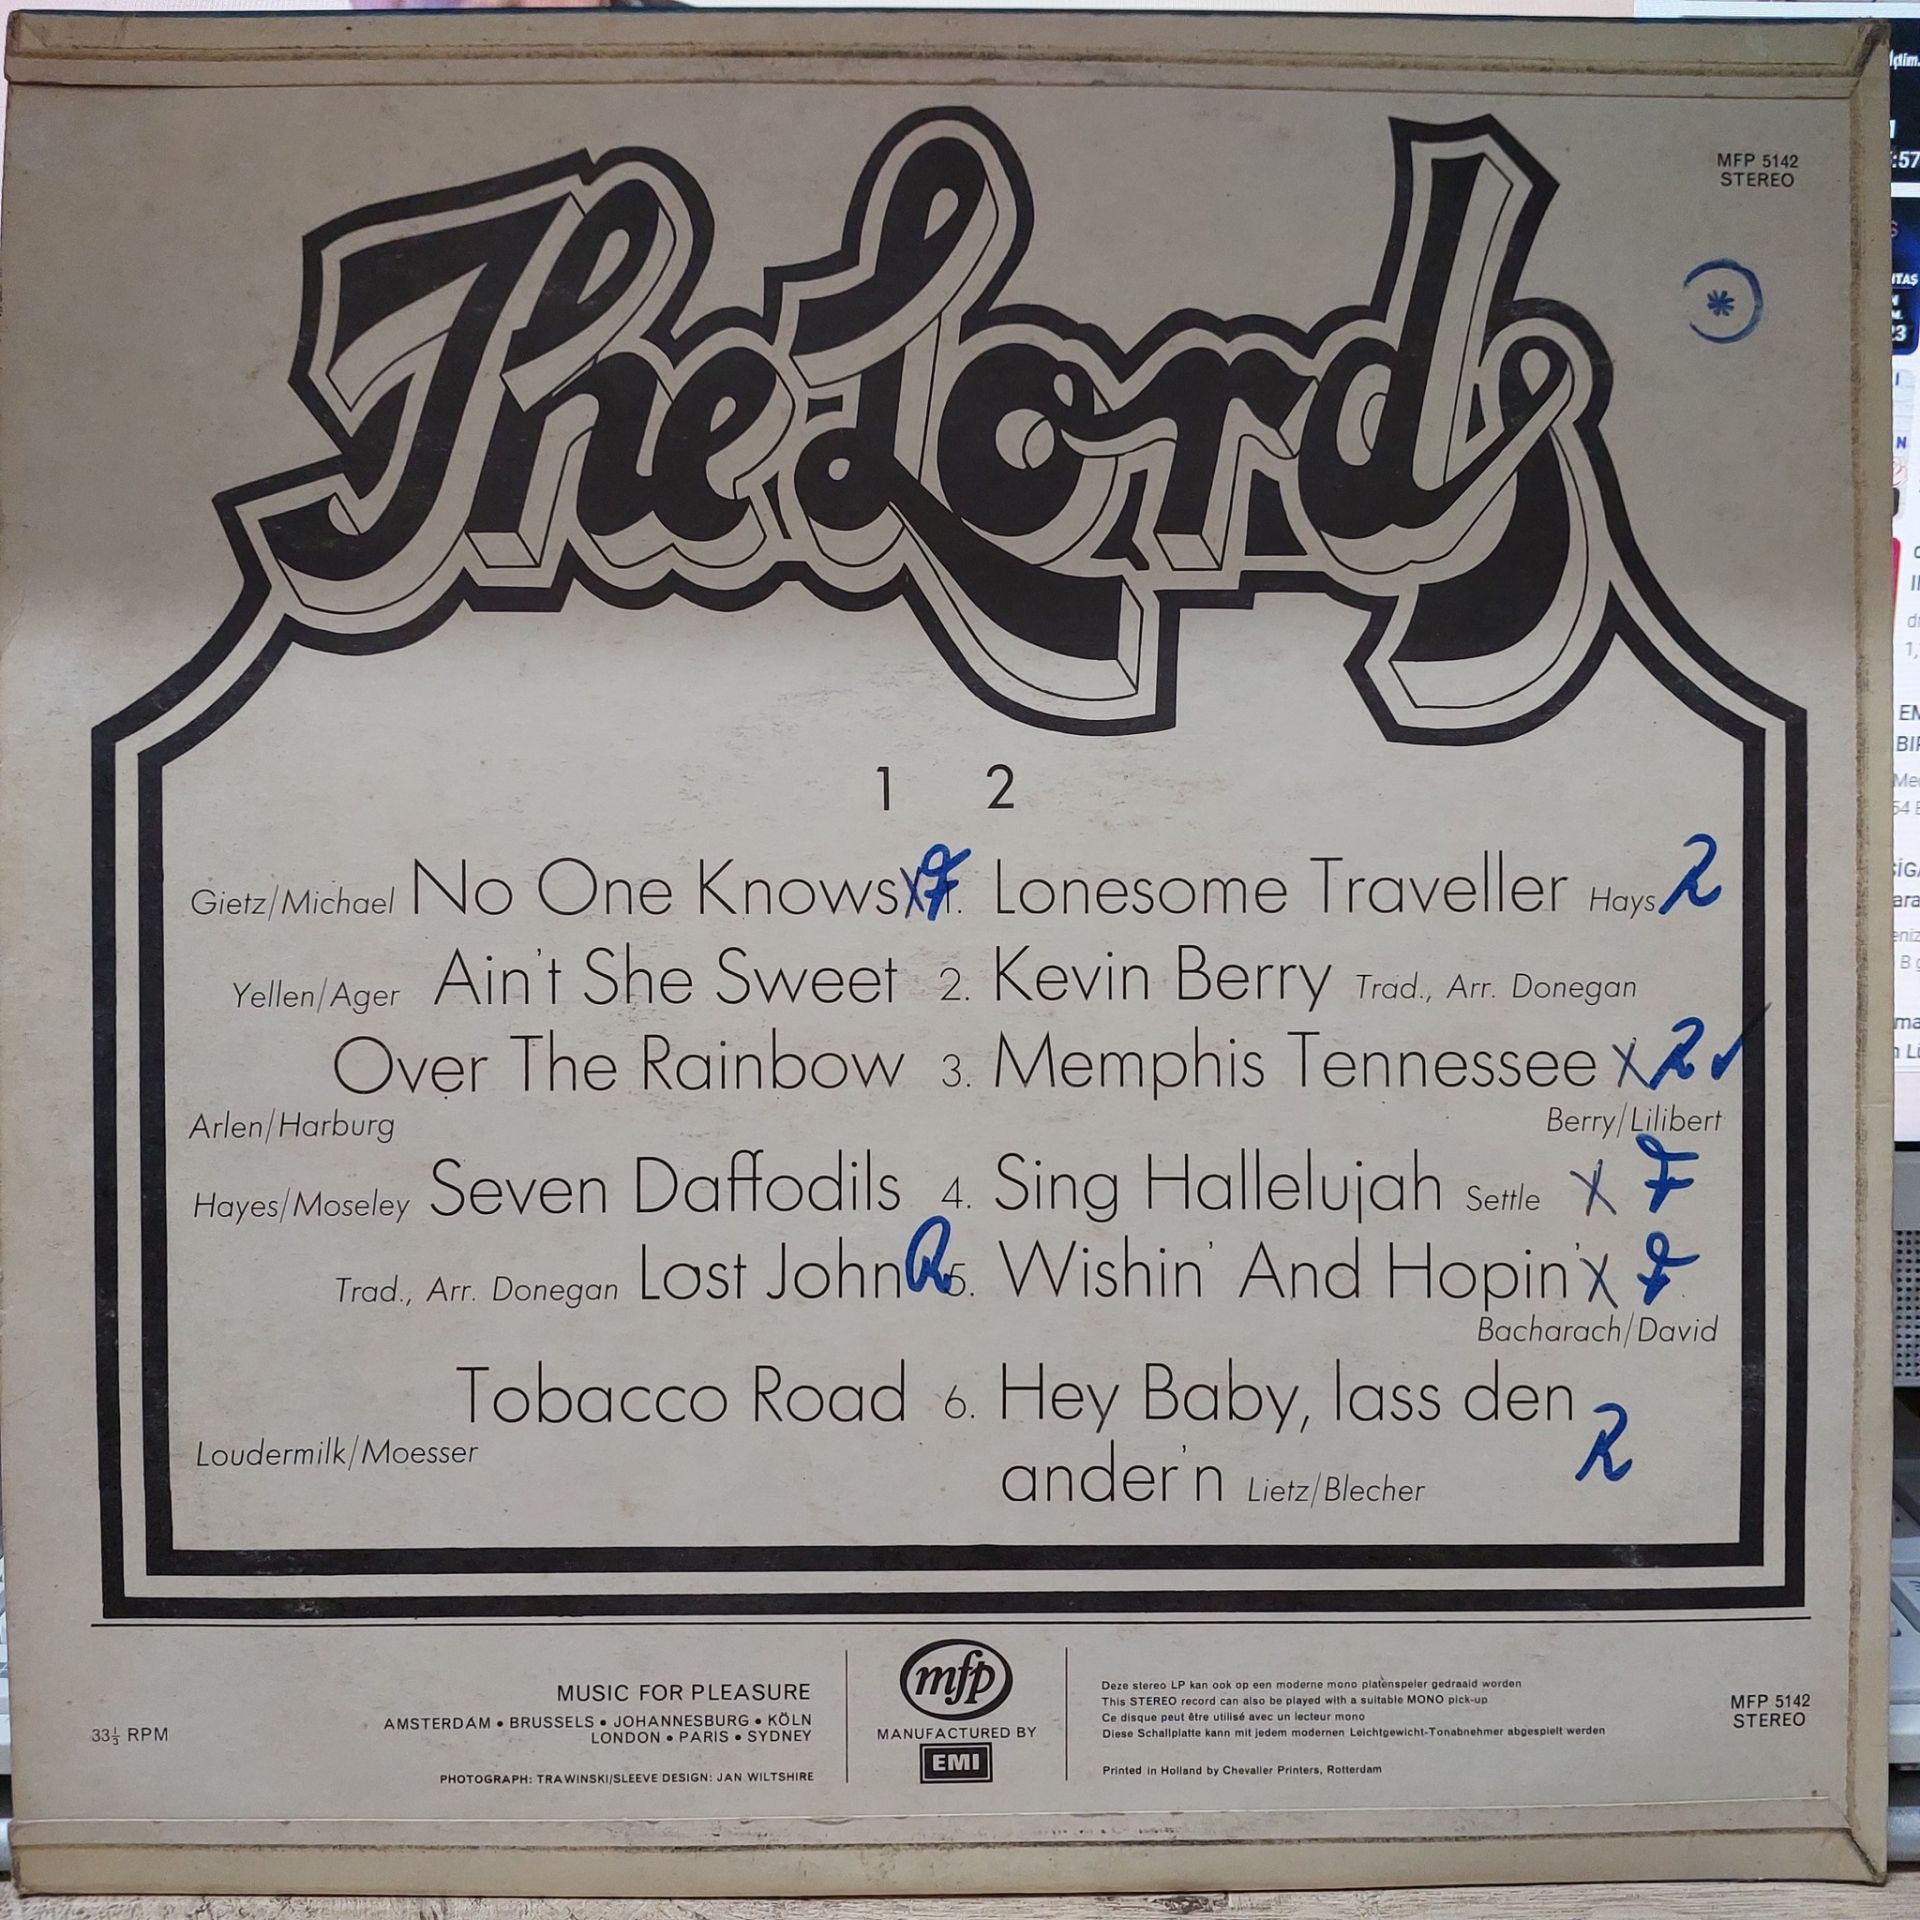 The Lords
MFP 5142
STEREO
*
1 2
Gietz/Michael No One Knows X F 1. Lonesome Traveller Hays R
Yellen/Ager Ain't She Sweet 2. Kevin Berry Trad., Arr. Donegan
Over The Rainbow 3. Memphis Tennessee X R ✓
Arlen/Harburg Berry/Lilibert
Hayes/Moseley Seven Daffodils 4. Sing Hallelujah Settle X F
Trad., Arr. Donegan Lost John R 5. Wishin' And Hopin' X F
Bacharach/David
Tobacco Road 6. Hey Baby, lass den
Loudermilk/Moesser ander'n Lietz/Blecher R
33⅓ RPM
MUSIC FOR PLEASURE
AMSTERDAM • BRUSSELS • JOHANNESBURG • KÖLN
LONDON • PARIS • SYDNEY
PHOTOGRAPH: TRAWINSKI/SLEEVE DESIGN: JAN WILTSHIRE
mfp
MANUFACTURED BY
EMI
Deze stereo LP kan ook op een moderne mono platenspeler gedraaid worden
This STEREO record can also be played with a suitable MONO pick-up
Ce disque peut être utilisé avec un lecteur mono
Diese Schallplatte kann mit jedem modernen Leichtgewicht-Tonabnehmer abgespielt werden
Printed in Holland by Chevalier Printers, Rotterdam
MFP 5142
STEREO